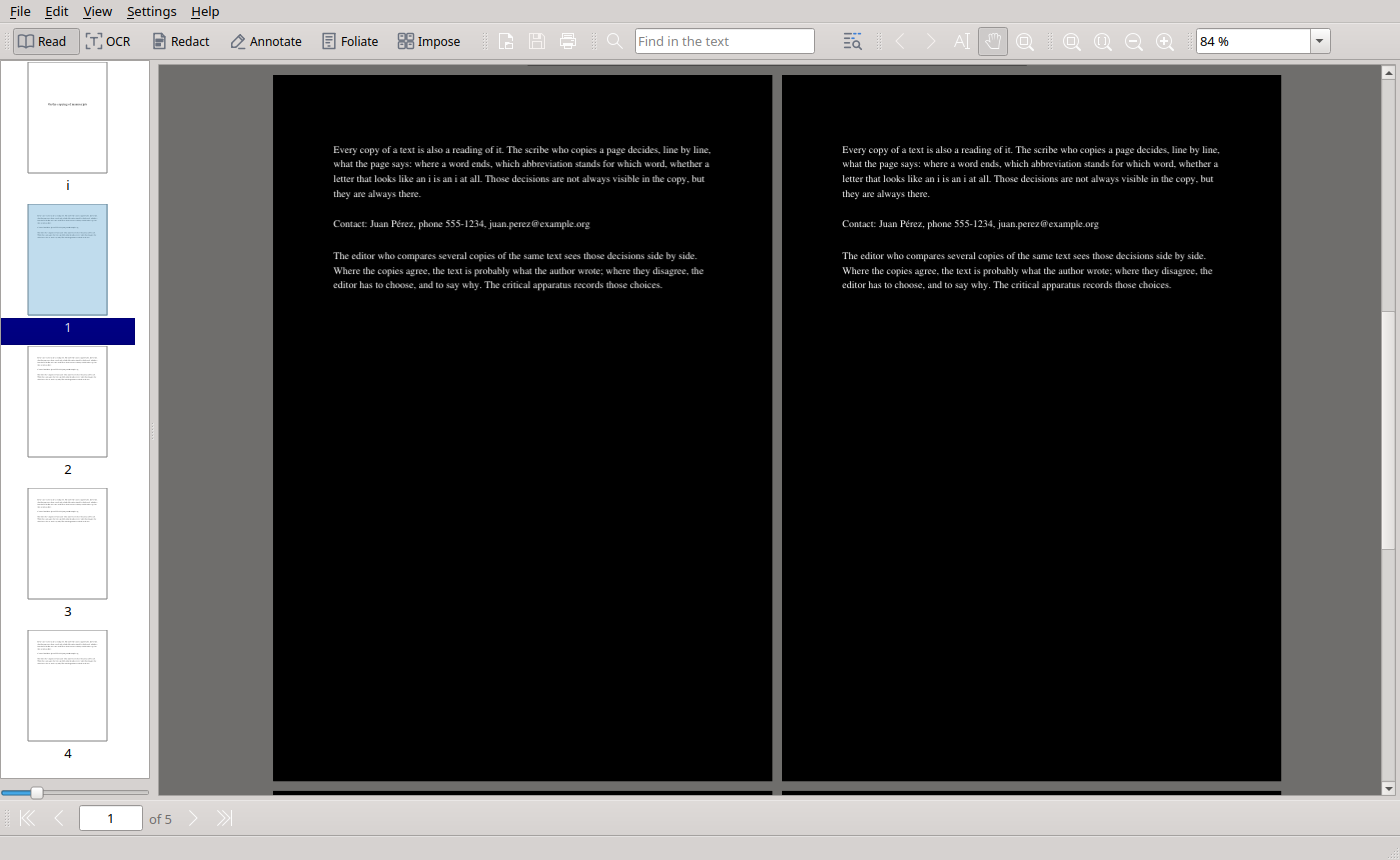 File Edit View Settings Help
Read OCR Redact Annotate Foliate Impose Find in the text 84 %
i
1
2
3
4
Every copy of a text is also a reading of it. The scribe who copies a page decides, line by line,
what the page says: where a word ends, which abbreviation stands for which word, whether a
letter that looks like an i is an i at all. Those decisions are not always visible in the copy, but
they are always there.
Contact: Juan Pérez, phone 555-1234, juan.perez@example.org
The editor who compares several copies of the same text sees those decisions side by side.
Where the copies agree, the text is probably what the author wrote; where they disagree, the
editor has to choose, and to say why. The critical apparatus records those choices.
Every copy of a text is also a reading of it. The scribe who copies a page decides, line by line,
what the page says: where a word ends, which abbreviation stands for which word, whether a
letter that looks like an i is an i at all. Those decisions are not always visible in the copy, but
they are always there.
Contact: Juan Pérez, phone 555-1234, juan.perez@example.org
The editor who compares several copies of the same text sees those decisions side by side.
Where the copies agree, the text is probably what the author wrote; where they disagree, the
editor has to choose, and to say why. The critical apparatus records those choices.
1 of 5